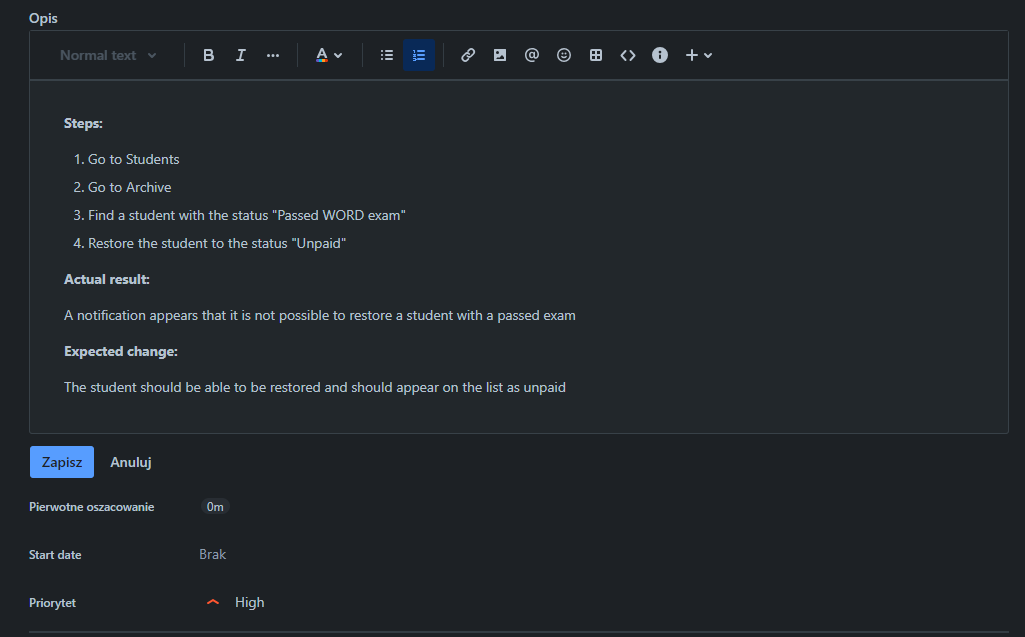 Opis
Normal text B I ... A @
Steps:
1. Go to Students
2. Go to Archive
3. Find a student with the status "Passed WORD exam"
4. Restore the student to the status "Unpaid"
Actual result:
A notification appears that it is not possible to restore a student with a passed exam
Expected change:
The student should be able to be restored and should appear on the list as unpaid
Zapisz Anuluj
Pierwotne oszacowanie 0m
Start date Brak
Priorytet High